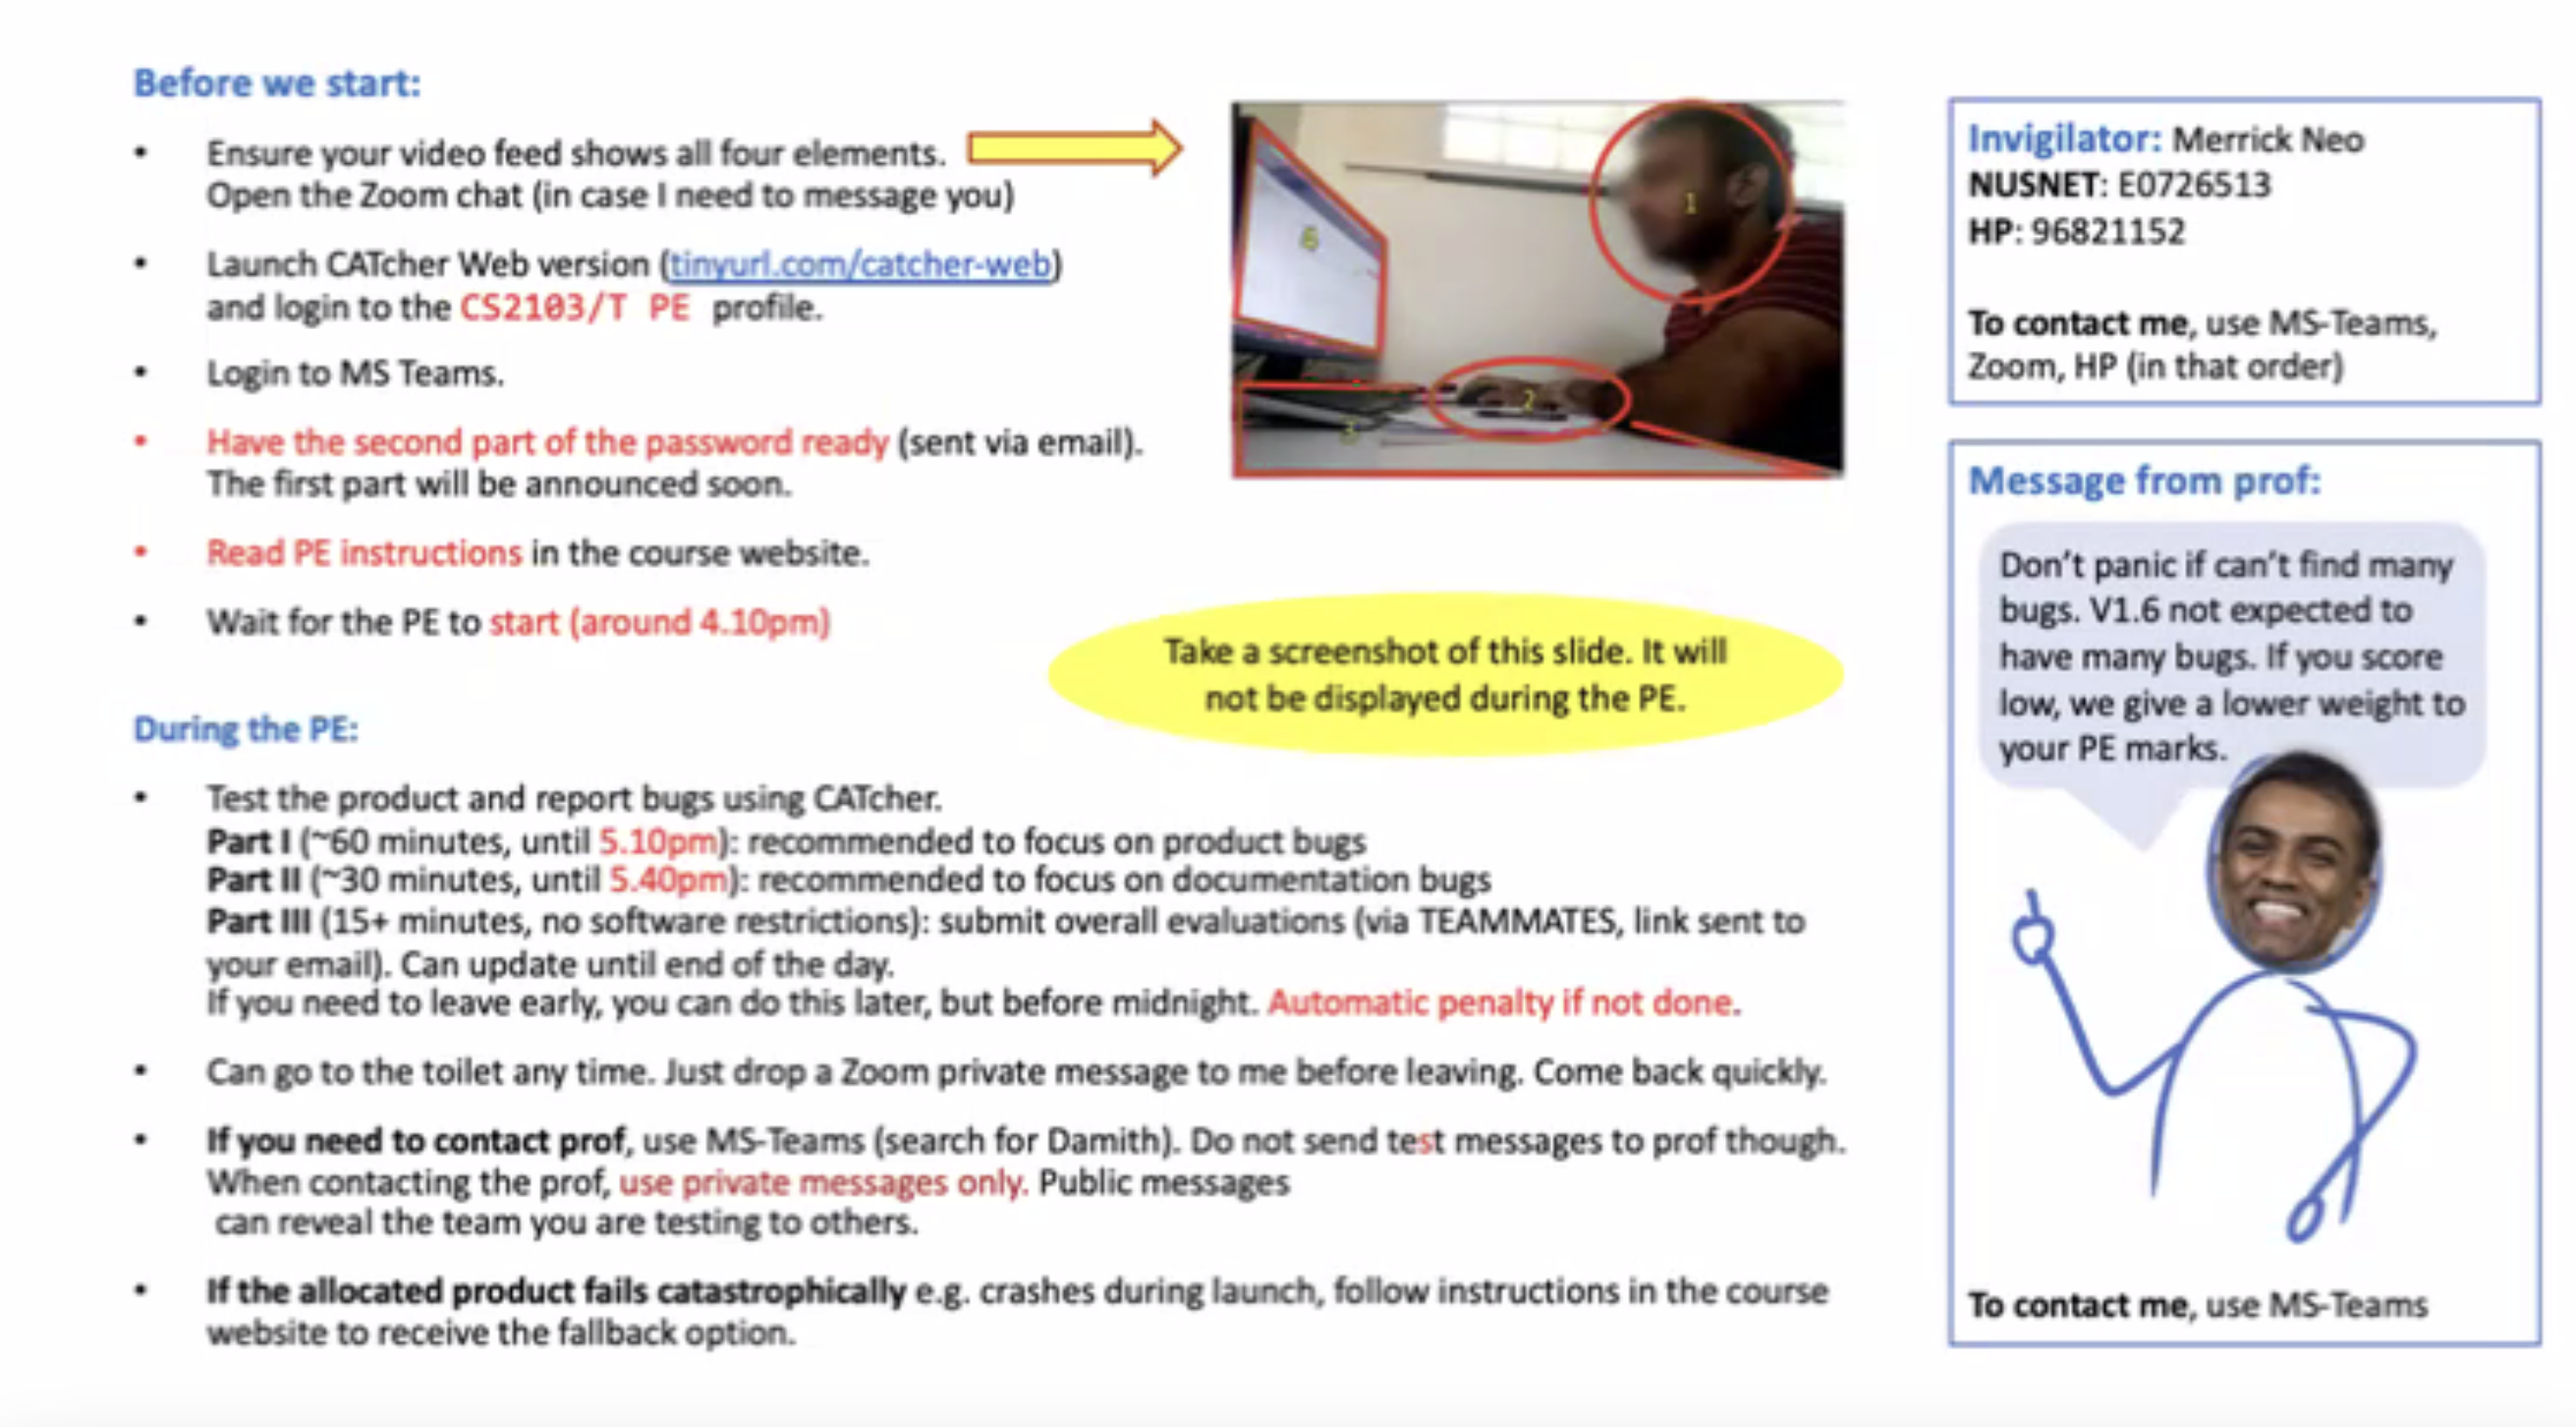 Before we start:
• Ensure your video feed shows all four elements.
Open the Zoom chat (in case I need to message you)
• Launch CATcher Web version (tinyurl.com/catcher-web)
and login to the CS2103/T PE profile.
• Login to MS Teams.
• Have the second part of the password ready (sent via email).
The first part will be announced soon.
• Read PE instructions in the course website.
• Wait for the PE to start (around 4.10pm)
1
2
3
Take a screenshot of this slide. It will
not be displayed during the PE.
During the PE:
• Test the product and report bugs using CATcher.
Part I (~60 minutes, until 5.10pm): recommended to focus on product bugs
Part II (~30 minutes, until 5.40pm): recommended to focus on documentation bugs
Part III (15+ minutes, no software restrictions): submit overall evaluations (via TEAMMATES, link sent to
your email). Can update until end of the day.
If you need to leave early, you can do this later, but before midnight. Automatic penalty if not done.
• Can go to the toilet any time. Just drop a Zoom private message to me before leaving. Come back quickly.
• If you need to contact prof, use MS-Teams (search for Damith). Do not send test messages to prof though.
When contacting the prof, use private messages only. Public messages
can reveal the team you are testing to others.
• If the allocated product fails catastrophically e.g. crashes during launch, follow instructions in the course
website to receive the fallback option.
Invigilator: Merrick Neo
NUSNET: E0726513
HP: 96821152
To contact me, use MS-Teams,
Zoom, HP (in that order)
Message from prof:
Don't panic if can't find many
bugs. V1.6 not expected to
have many bugs. If you score
low, we give a lower weight to
your PE marks.
To contact me, use MS-Teams